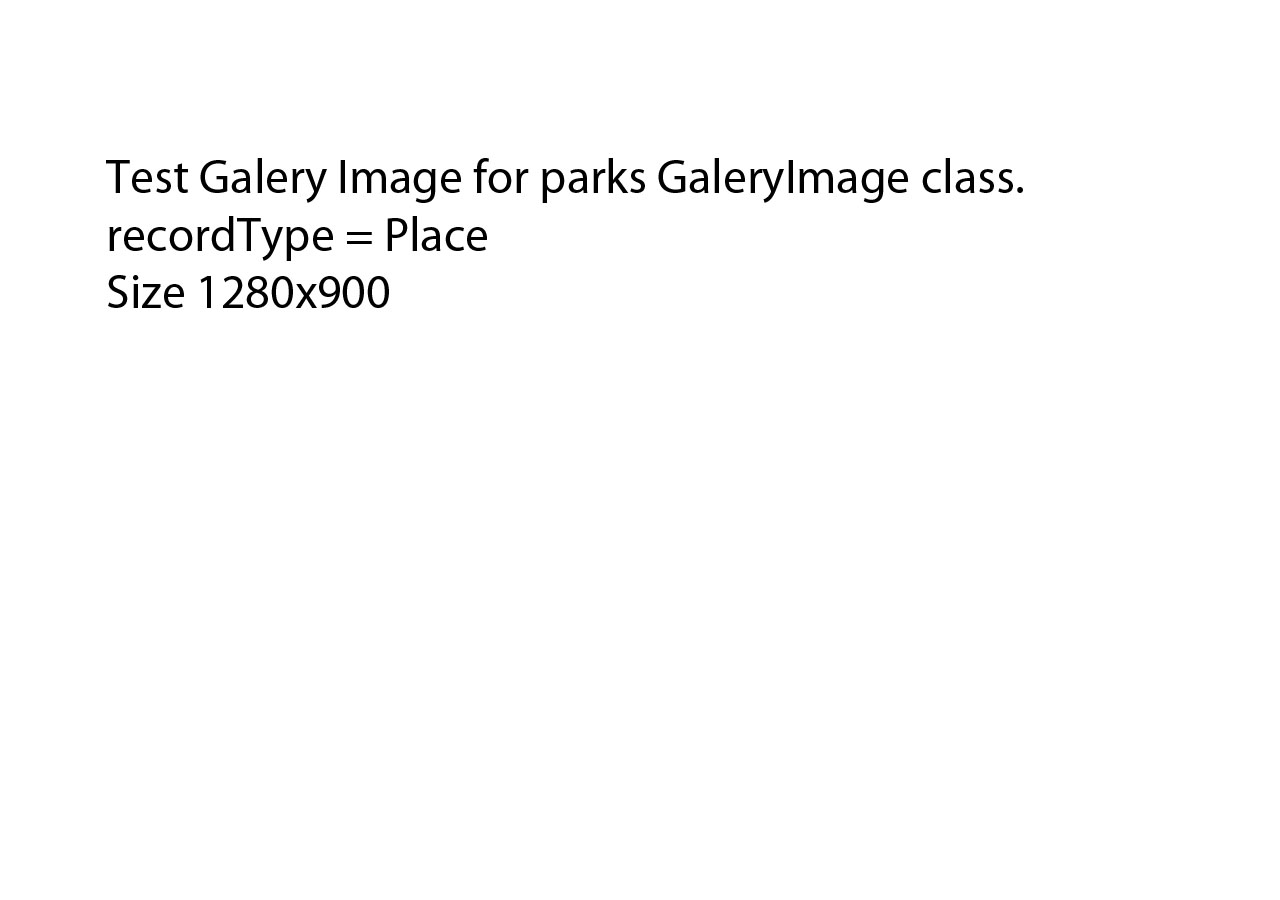 Test Galery Image for parks GaleryImage class.
recordType = Place
Size 1280x900